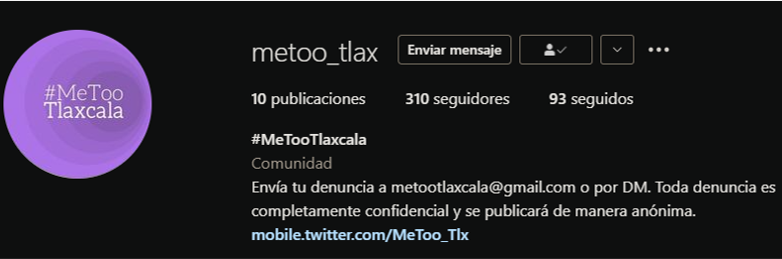 #MeToo
Tlaxcala
metoo_tlax
Enviar mensaje
10 publicaciones
310 seguidores
93 seguidos
#MeTooTlaxcala
Comunidad
Envía tu denuncia a metootlaxcala@gmail.com o por DM. Toda denuncia es
completamente confidencial y se publicará de manera anónima.
mobile.twitter.com/MeToo_Tlx